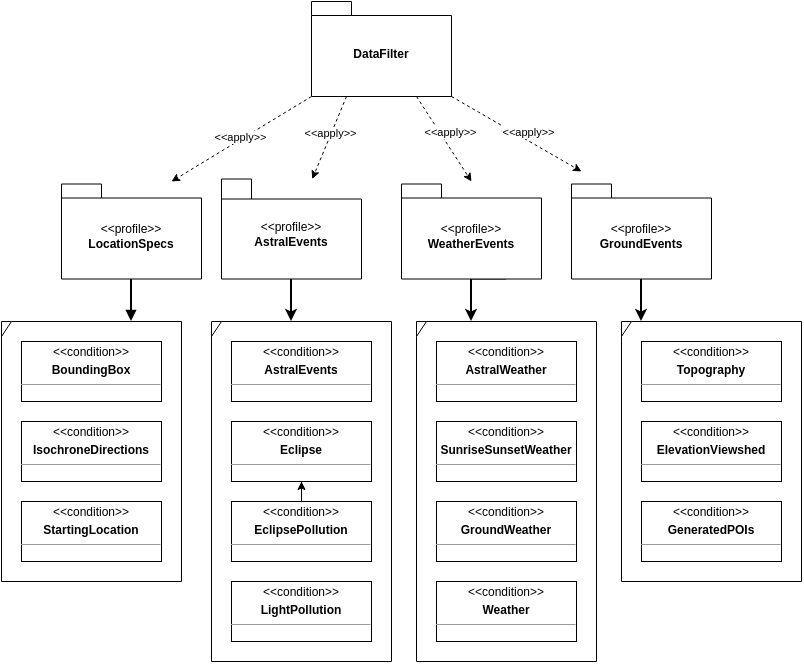 DataFilter
<<apply>>
<<apply>>
<<apply>>
<<apply>>
<<profile>>
LocationSpecs
<<profile>>
AstralEvents
<<profile>>
WeatherEvents
<<profile>>
GroundEvents
<<condition>>
BoundingBox
<<condition>>
IsochroneDirections
<<condition>>
StartingLocation
<<condition>>
AstralEvents
<<condition>>
Eclipse
<<condition>>
EclipsePollution
<<condition>>
LightPollution
<<condition>>
AstralWeather
<<condition>>
SunriseSunsetWeather
<<condition>>
GroundWeather
<<condition>>
Weather
<<condition>>
Topography
<<condition>>
ElevationViewshed
<<condition>>
GeneratedPOIs